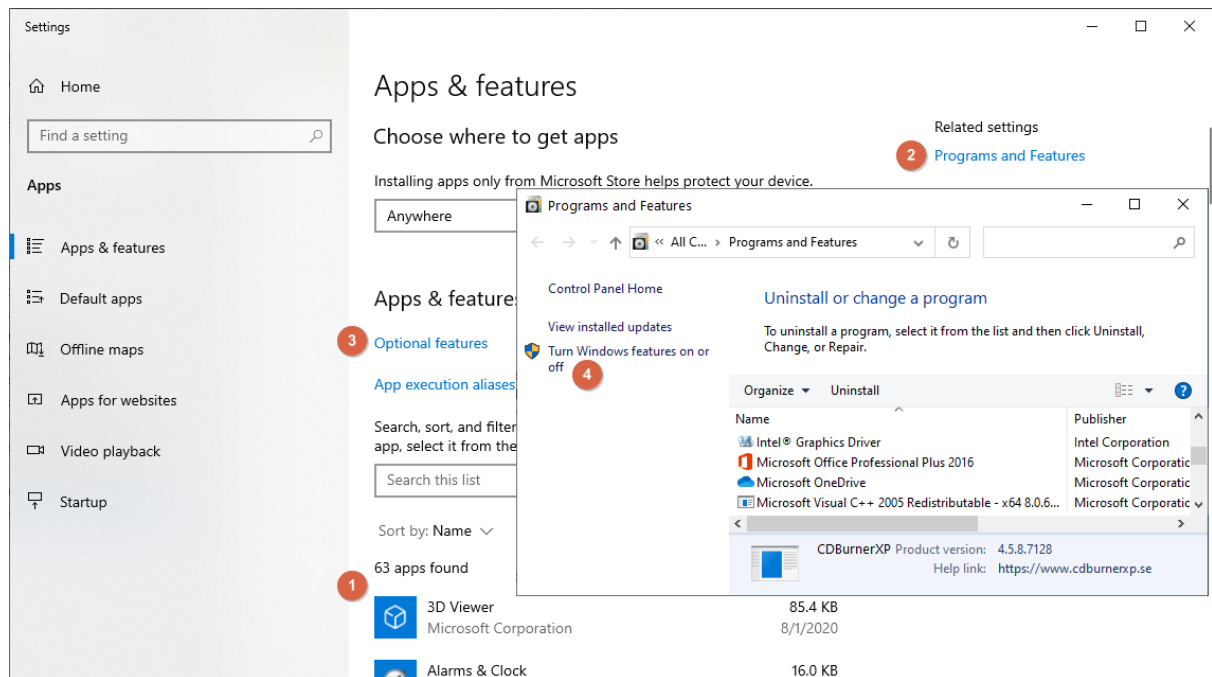 Settings
Home
Find a setting
Apps
Apps & features
Default apps
Offline maps
Apps for websites
Video playback
Startup
Apps & features
Choose where to get apps
Installing apps only from Microsoft Store helps protect your device.
Anywhere
Related settings
2 Programs and Features
Apps & feature
3 Optional features
App execution aliases
Search, sort, and filter
app, select it from the
Search this list
Sort by: Name
63 apps found
1
3D Viewer 85.4 KB
Microsoft Corporation 8/1/2020
Alarms & Clock 16.0 KB
Programs and Features
« All C... › Programs and Features
Control Panel Home
View installed updates
Turn Windows features on or
off
4
Uninstall or change a program
To uninstall a program, select it from the list and then click Uninstall,
Change, or Repair.
Organize Uninstall ?
Name Publisher
Intel® Graphics Driver Intel Corporation
Microsoft Office Professional Plus 2016 Microsoft Corporatic
Microsoft OneDrive Microsoft Corporatic
Microsoft Visual C++ 2005 Redistributable - x64 8.0.6... Microsoft Corporatic
CDBurnerXP Product version: 4.5.8.7128
Help link: https://www.cdburnerxp.se